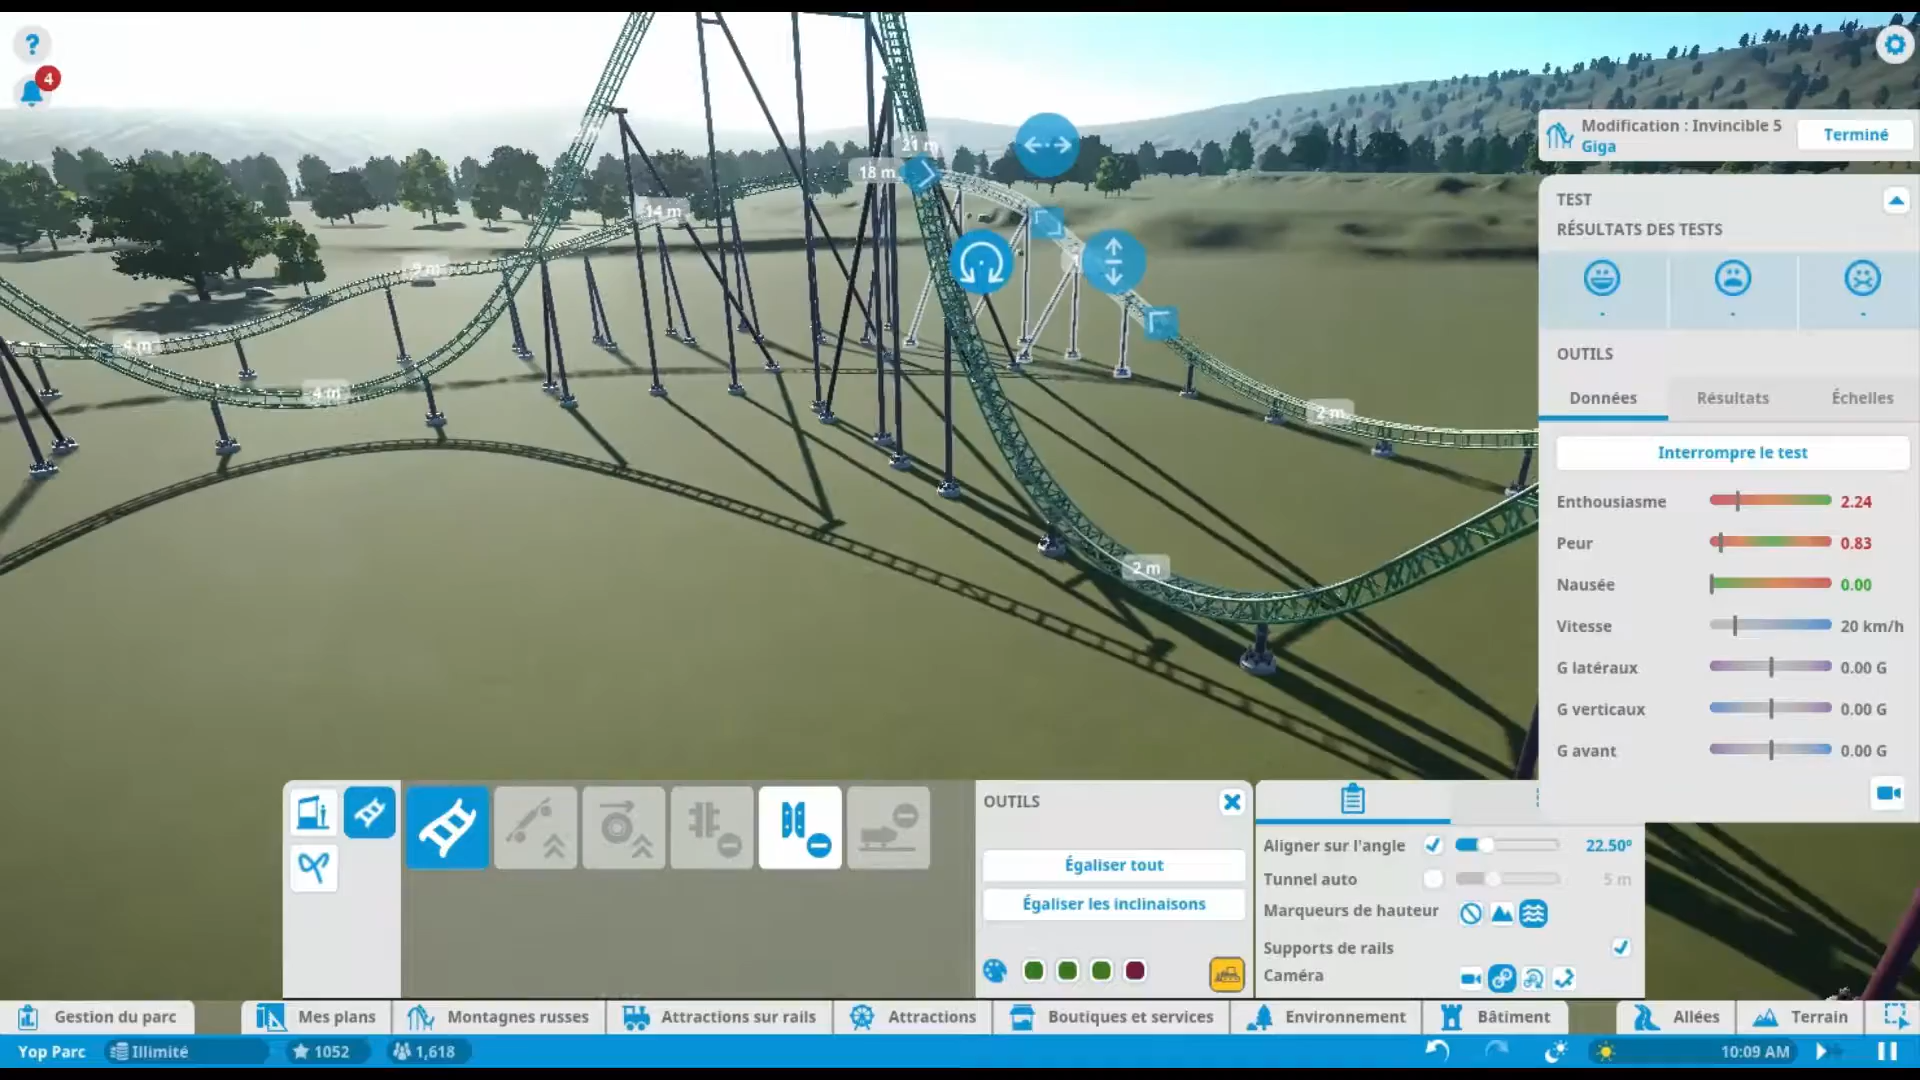 ?
4
21 m
18 m
14 m
9 m
4 m
4 m
2 m
2 m
Modification : Invincible 5
Giga
Terminé
TEST
RÉSULTATS DES TESTS
- - -
OUTILS
Données Résultats Échelles
Interrompre le test
Enthousiasme 2.24
Peur 0.83
Nausée 0.00
Vitesse 20 km/h
G latéraux 0.00 G
G verticaux 0.00 G
G avant 0.00 G
OUTILS
Égaliser tout
Égaliser les inclinaisons
Aligner sur l'angle 22.50°
Tunnel auto 5 m
Marqueurs de hauteur
Supports de rails
Caméra
Gestion du parc Mes plans Montagnes russes Attractions sur rails Attractions Boutiques et services Environnement Bâtiment Allées Terrain
Yop Parc Illimité 1052 1,618 10:09 AM